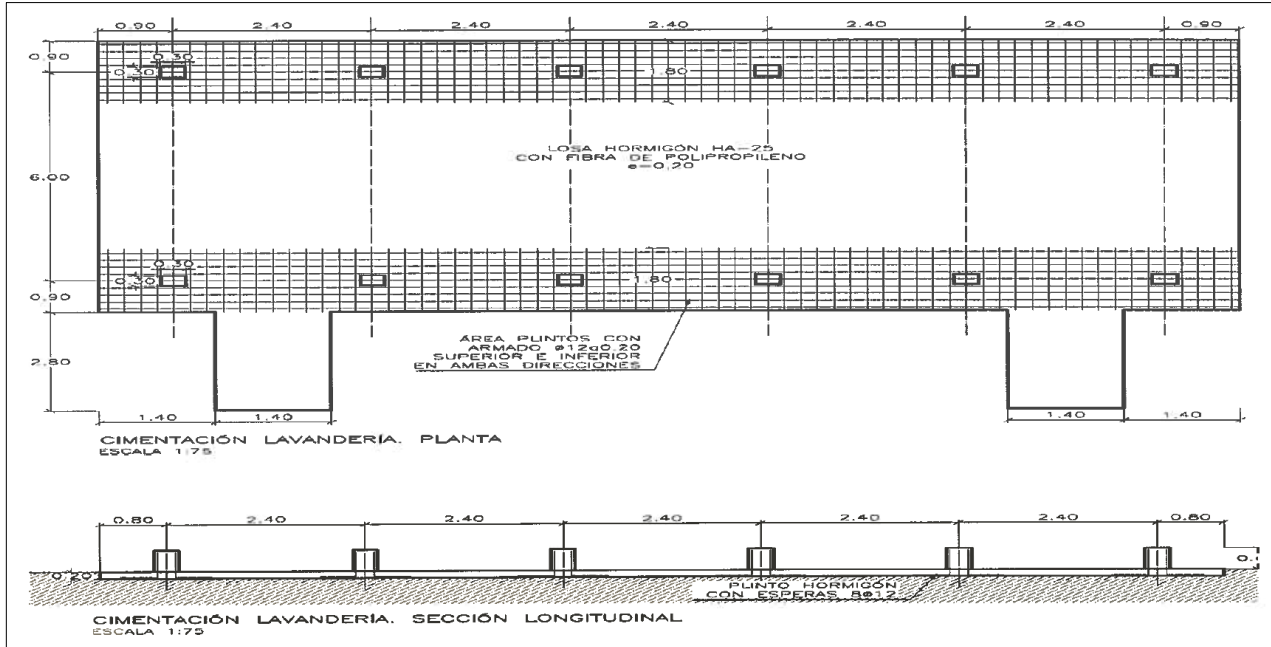 0.90 2.40 2.40 2.40 2.40 2.40 0.90
0.90
0.30
1.80
LOSA HORMIGÓN HA-25
CON FIBRA DE POLIPROPILENO
e=0,20
6.00
0.30
1.80
0.90
ÁREA PLINTOS CON
ARMADO ø12a0.20
SUPERIOR E INFERIOR
EN AMBAS DIRECCIONES
2.80
1.40 1.40 1.40 1.40
CIMENTACIÓN LAVANDERÍA. PLANTA
ESCALA 1:75
0.80 2.40 2.40 2.40 2.40 2.40 0.80
0.20
PLINTO HORMIGÓN
CON ESPERAS 8ø12
CIMENTACIÓN LAVANDERÍA. SECCIÓN LONGITUDINAL
ESCALA 1:75